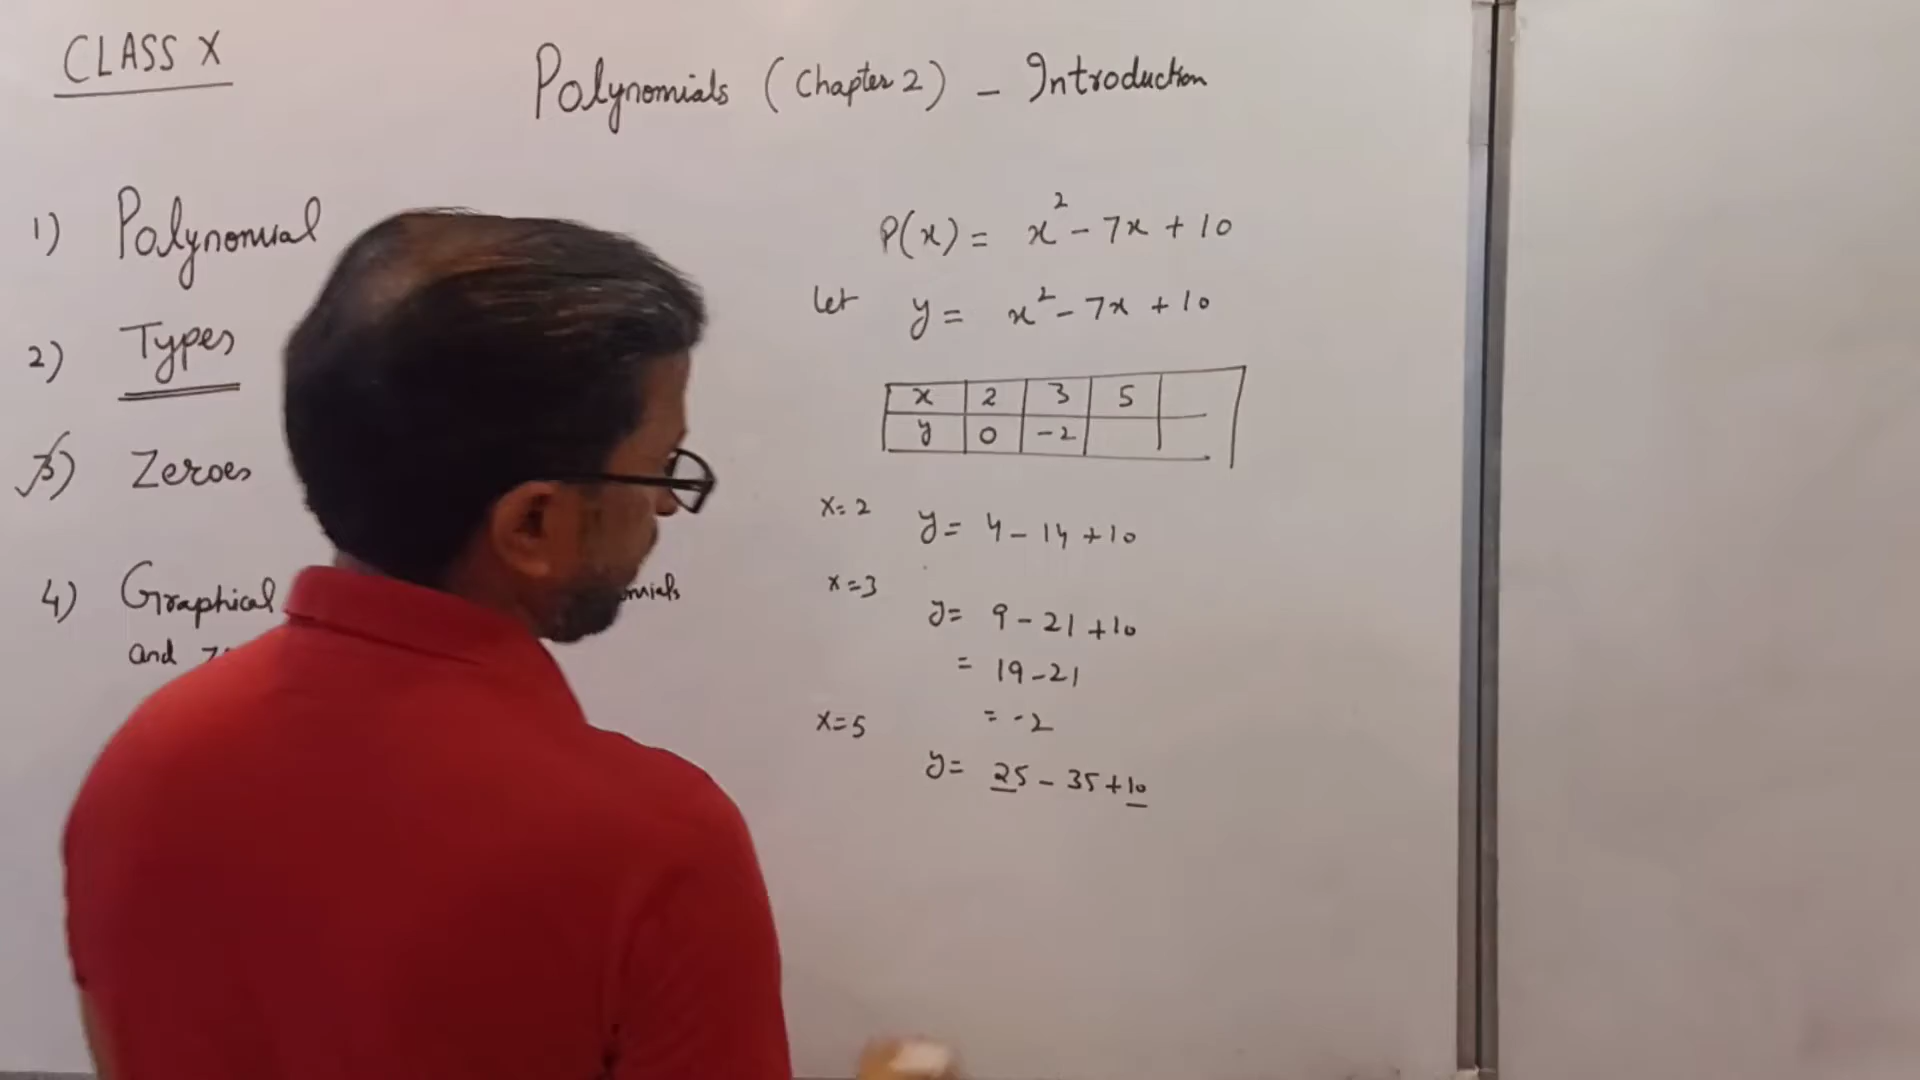 CLASS X
Polynomials (Chapter 2) - Introduction
1) Polynomial
2) Types
3) Zeroes
4) Graphical
and
P(x) = x² - 7x + 10
let y = x² - 7x + 10
x 2 3 5
y 0 -2
x = 2 y = 4 - 14 + 10
x = 3
y = 9 - 21 + 10
= 19 - 21
= -2
x = 5
y = 25 - 35 + 10